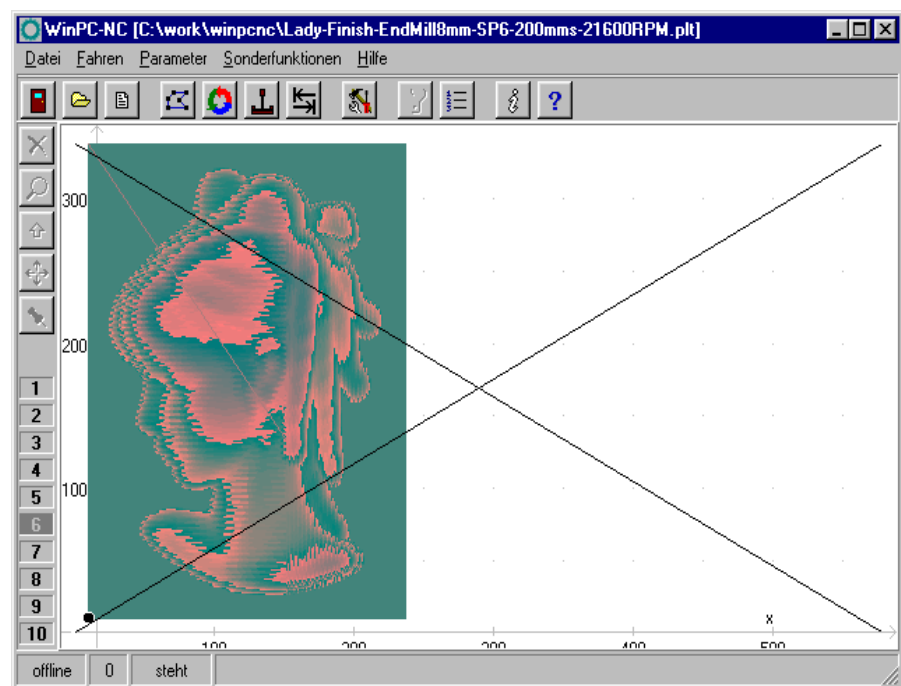 WinPC-NC [C:\work\winpcnc\Lady-Finish-EndMill8mm-SP6-200mms-21600RPM.plt]
Datei Fahren Parameter Sonderfunktionen Hilfe
300
200
100
1
2
3
4
5
6
7
8
9
10
x
100 200 300 400 500
offline 0 steht